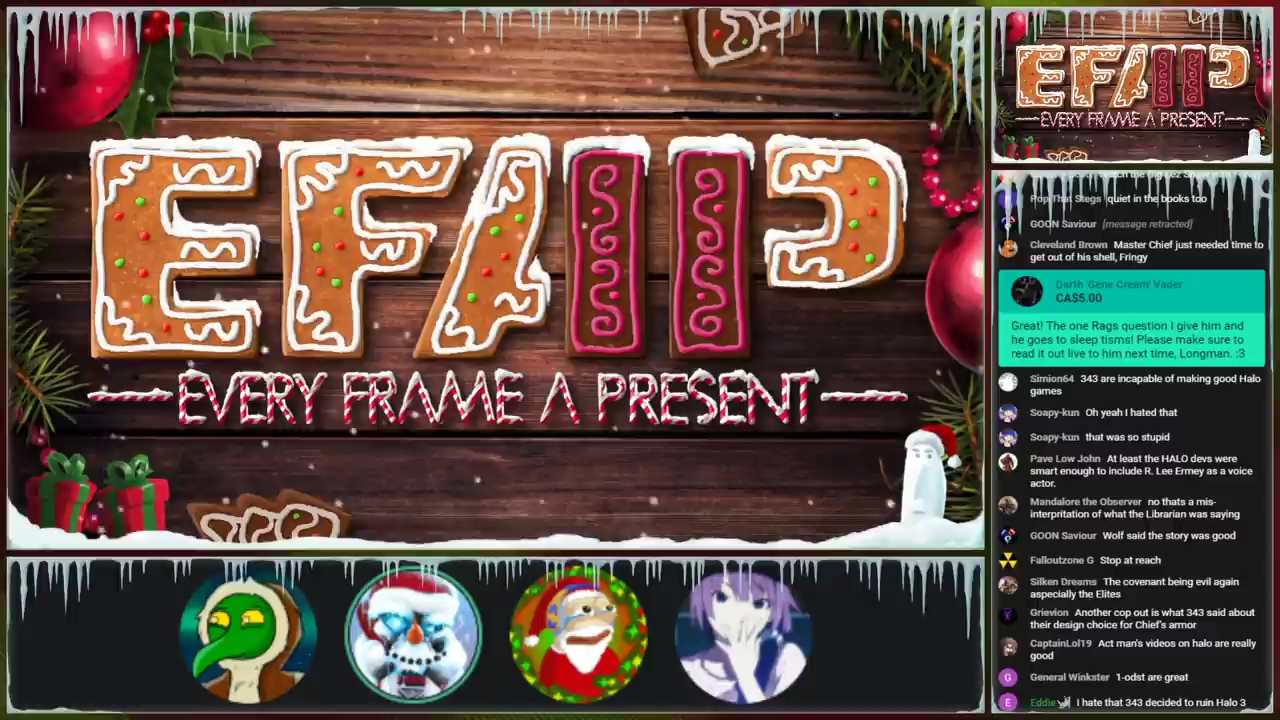 EFAP
EVERY FRAME A PRESENT
EFAP
EVERY FRAME A PRESENT
Pop That Stegs quiet in the books too
GOON Saviour [message retracted]
Cleveland Brown Master Chief just needed time to
get out of his shell, Fringy
Darth 'Gene Cream' Vader
CA$5.00
Great! The one Rags question I give him and
he goes to sleep tisms! Please make sure to
read it out live to him next time, Longman. :3
Simion64 343 are incapable of making good Halo
games
Soapy-kun Oh yeah I hated that
Soapy-kun that was so stupid
Pave Low John At least the HALO devs were
smart enough to include R. Lee Ermey as a voice
actor.
Mandalore the Observer no thats a mis-
interpritation of what the Librarian was saying
GOON Saviour Wolf said the story was good
Falloutzone G Stop at reach
Silken Dreams The covenant being evil again
aspecially the Elites
Grievion Another cop out is what 343 said about
their design choice for Chief's armor
CaptainLol19 Act man's videos on halo are really
good
G
General Winkster 1-odst are great
E
Eddie I hate that 343 decided to ruin Halo 3